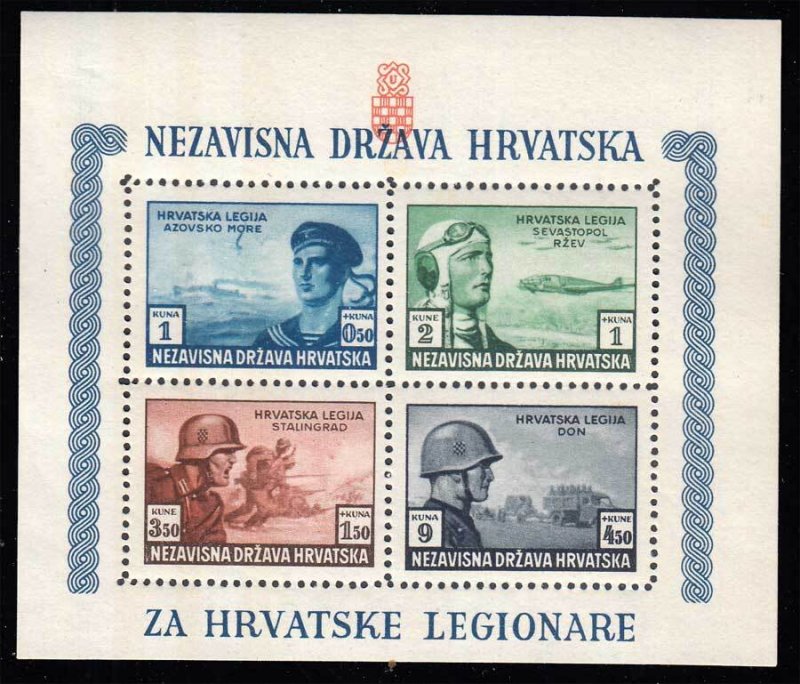 U
NEZAVISNA DRŽAVA HRVATSKA
HRVATSKA LEGIJA
AZOVSKO MORE
KUNA
1
+KUNA
0.50
NEZAVISNA DRŽAVA HRVATSKA
HRVATSKA LEGIJA
SEVASTOPOL
RŽEV
KUNE
2
+KUNA
1
NEZAVISNA DRŽAVA HRVATSKA
HRVATSKA LEGIJA
STALINGRAD
KUNE
3.50
+KUNA
1.50
NEZAVISNA DRŽAVA HRVATSKA
HRVATSKA LEGIJA
DON
KUNA
9
+KUNE
4.50
NEZAVISNA DRŽAVA HRVATSKA
ZA HRVATSKE LEGIONARE